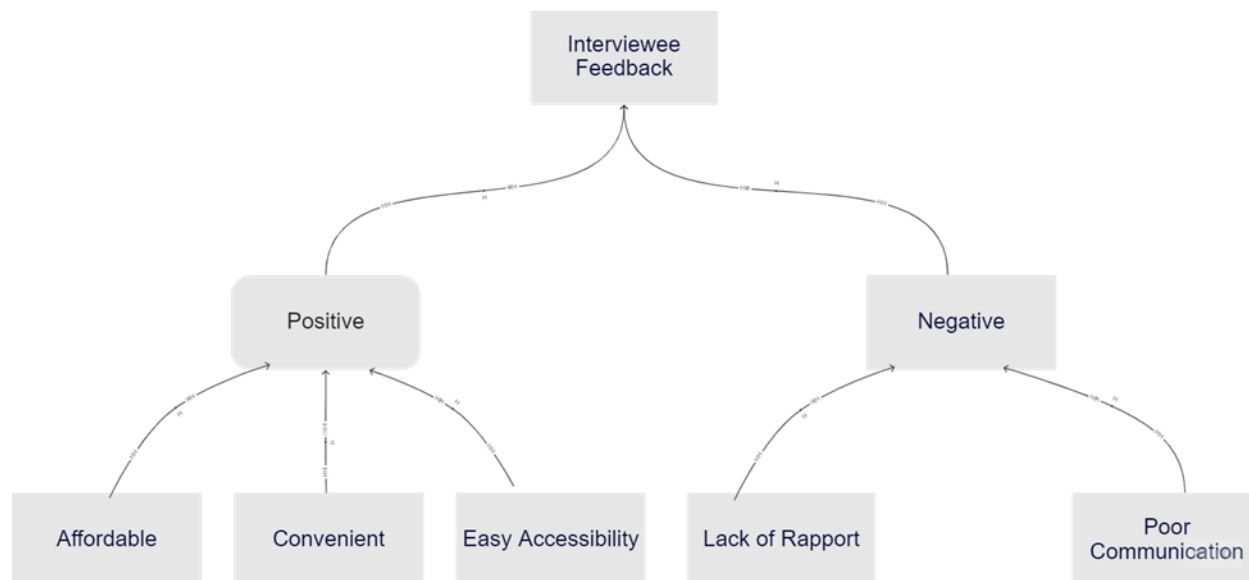 Interviewee
Feedback
Positive
Negative
Affordable
Convenient
Easy Accessibility
Lack of Rapport
Poor
Communication